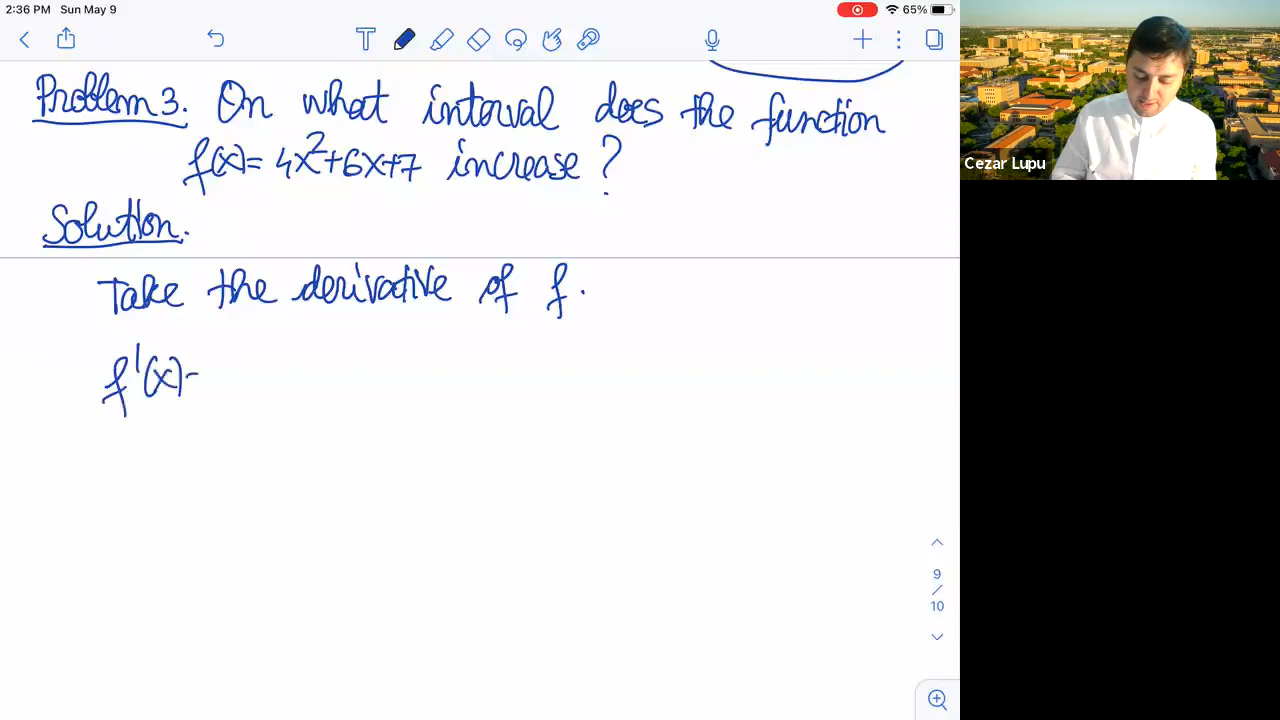 2:36 PM Sun May 9
65%
Problem 3. On what interval does the function
f(x)= 4x²+6x+7 increase ?
Solution.
Take the derivative of f.
f'(x)-
Cezar Lupu
9
/
10